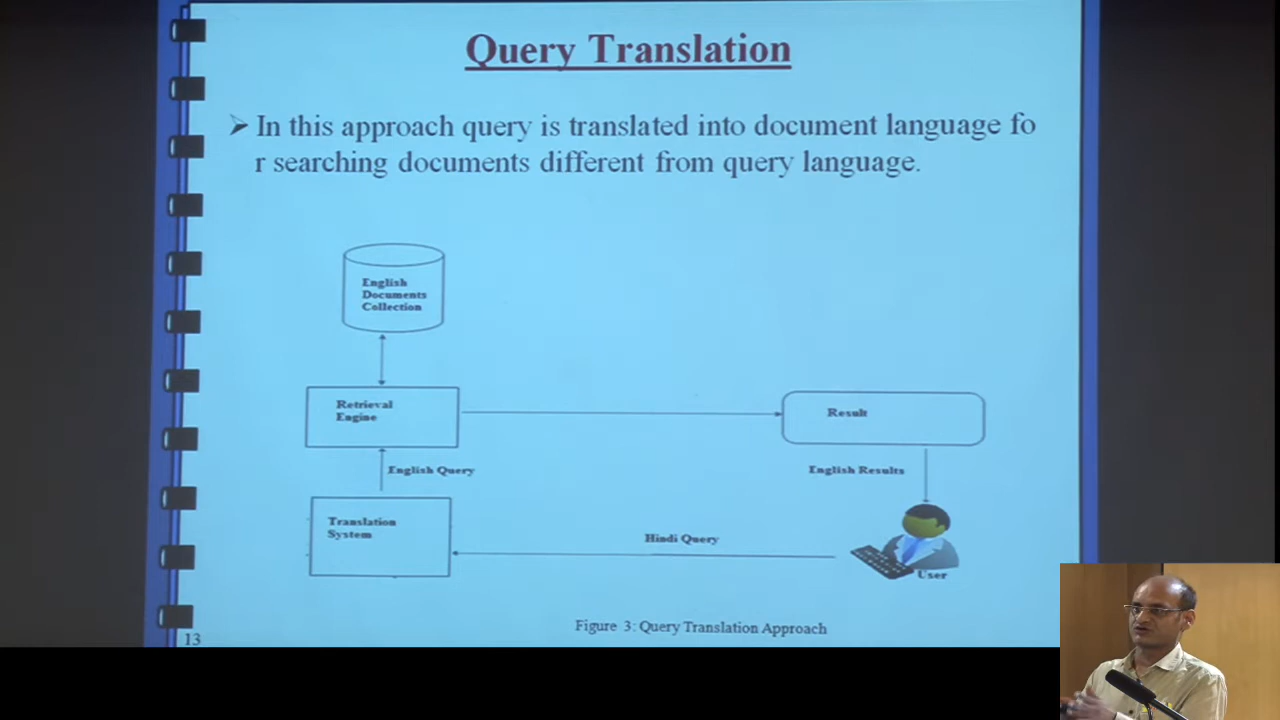 Query Translation
In this approach query is translated into document language fo
r searching documents different from query language.
English
Documents
Collection
Retrieval
Engine
Result
English Query
English Results
Translation
System
Hindi Query
User
Figure 3: Query Translation Approach
13